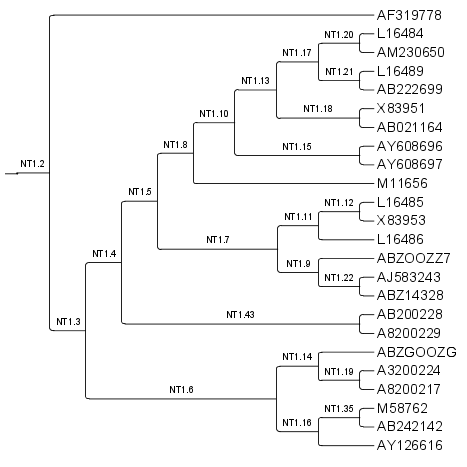 AF319778
NT1.20 L16484
NT1.17
AM230650
NT1.21 L16489
NT1.13
AB222699
NT1.18 X83951
NT1.10
AB021164
NT1.15 AY608696
NT1.8
AY608697
NT1.2
M11656
NT1.5
NT1.12 L16485
NT1.11
X83953
NT1.7 L16486
NT1.4
ABZOOZZ7
NT1.9
AJ583243
NT1.22
ABZ14328
NT1.43 AB200228
NT1.3
A8200229
NT1.14 ABZGOOZG
NT1.19 A3200224
NT1.6
A8200217
NT1.35 M58762
NT1.16
AB242142
AY126616